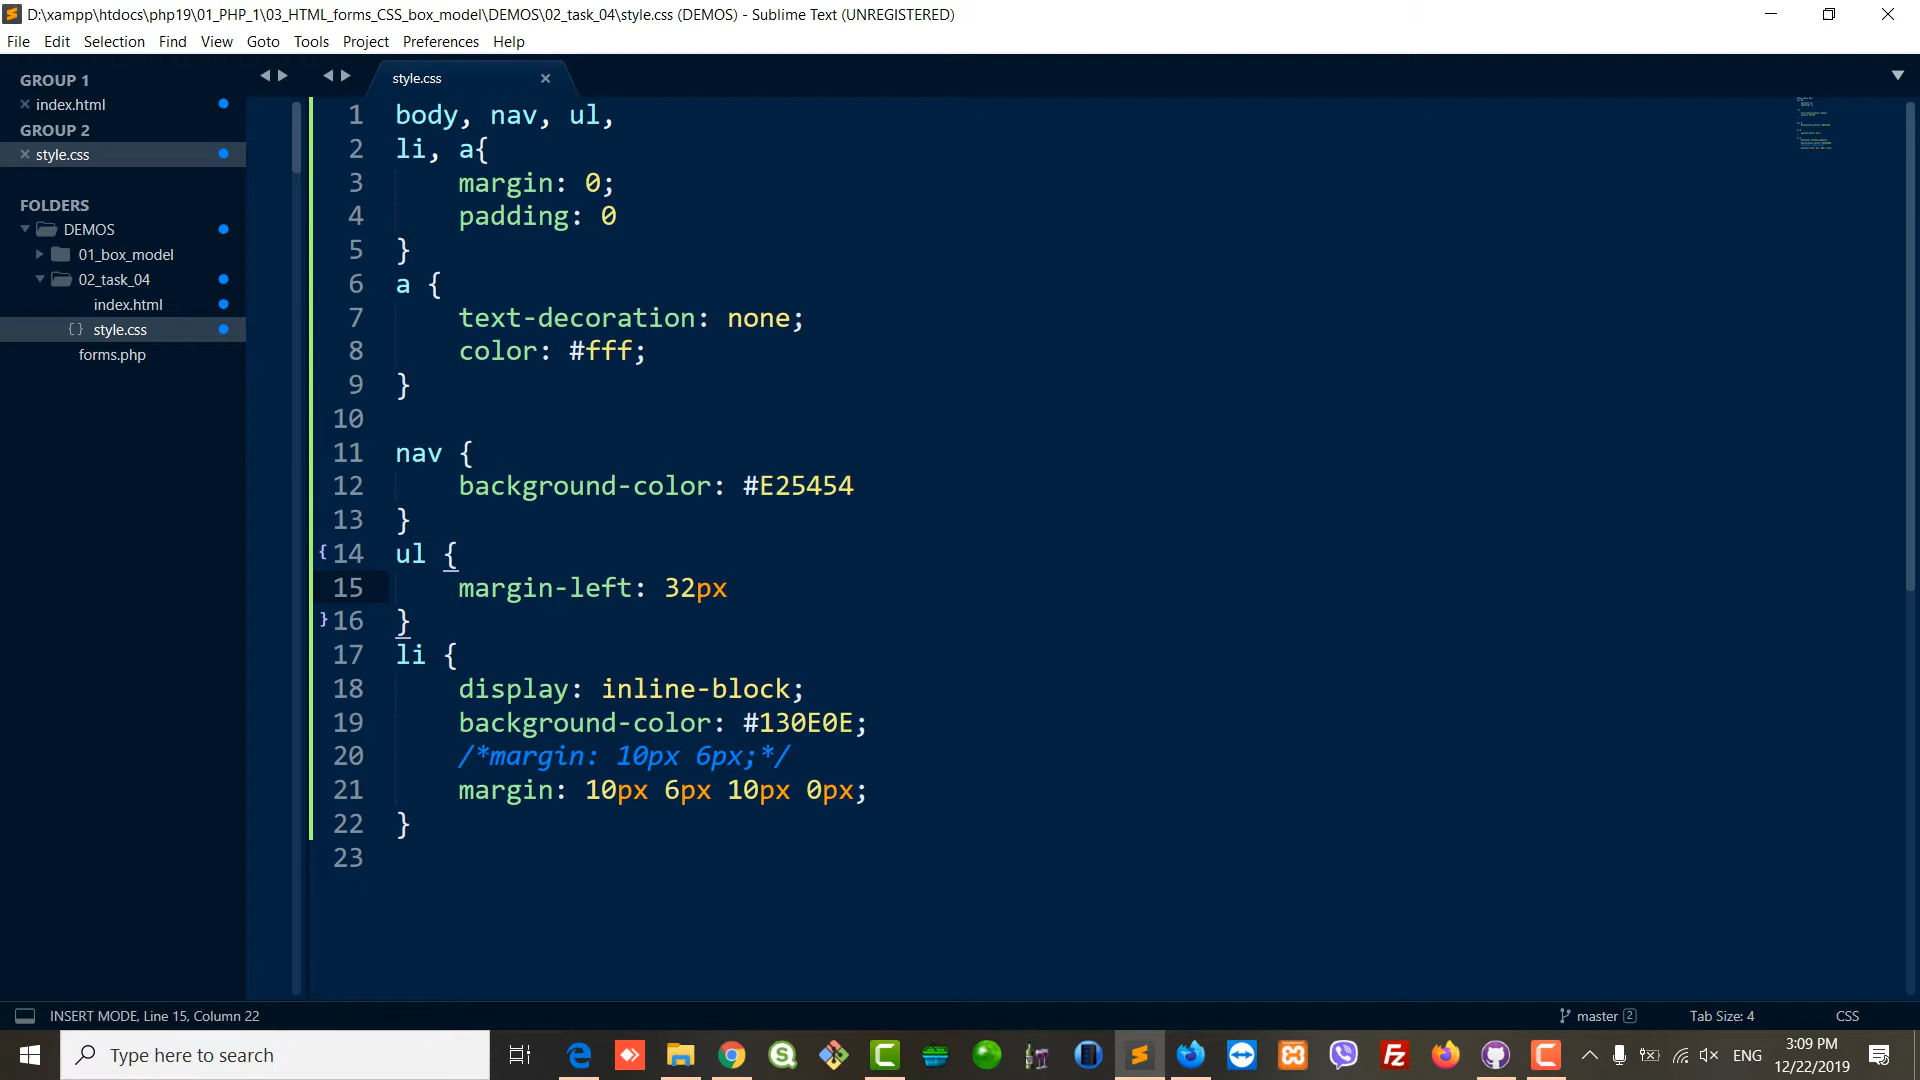 D:\xampp\htdocs\php19\01_PHP_1\03_HTML_forms_CSS_box_model\DEMOS\02_task_04\style.css (DEMOS) - Sublime Text (UNREGISTERED)
File Edit Selection Find View Goto Tools Project Preferences Help
GROUP 1
index.html
GROUP 2
style.css
FOLDERS
DEMOS
01_box_model
02_task_04
index.html
{} style.css
forms.php
style.css
1 body, nav, ul,
2 li, a{
3 margin: 0;
4 padding: 0
5 }
6 a {
7 text-decoration: none;
8 color: #fff;
9 }
10
11 nav {
12 background-color: #E25454
13 }
{ 14 ul {
15 margin-left: 32px
} 16 }
17 li {
18 display: inline-block;
19 background-color: #130E0E;
20 /*margin: 10px 6px;*/
21 margin: 10px 6px 10px 0px;
22 }
23
INSERT MODE, Line 15, Column 22
master 2
Tab Size: 4
CSS
Type here to search
ENG
3:09 PM
12/22/2019